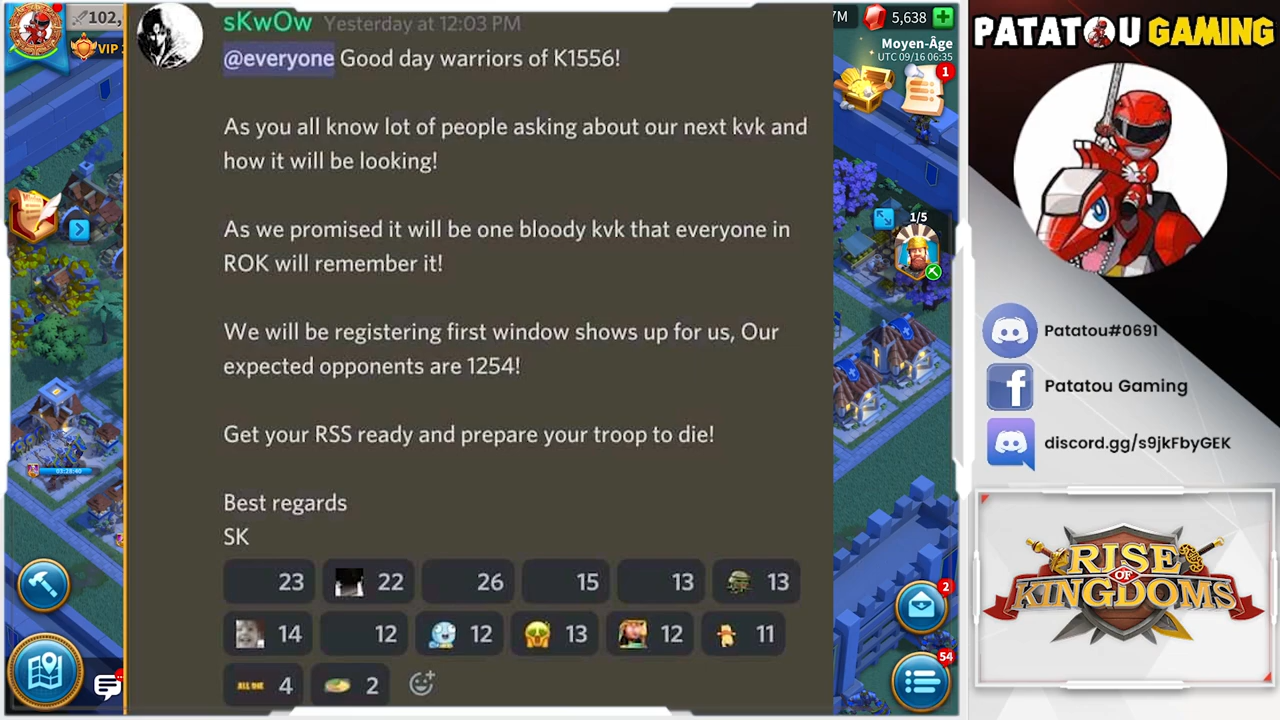 102,
VIP
sKwOw Yesterday at 12:03 PM
@everyone Good day warriors of K1556!
As you all know lot of people asking about our next kvk and
how it will be looking!
As we promised it will be one bloody kvk that everyone in
ROK will remember it!
We will be registering first window shows up for us, Our
expected opponents are 1254!
Get your RSS ready and prepare your troop to die!
Best regards
SK
23 22 26 15 13 13
14 12 12 13 12 11
4 2
03:25:40
7M 5,638
Moyen-Âge
UTC 09/16 06:35
1
1/5
2
54
PATATOU GAMING
Patatou#0691
Patatou Gaming
discord.gg/s9jkFbyGEK
RISE
OF
KINGDOMS